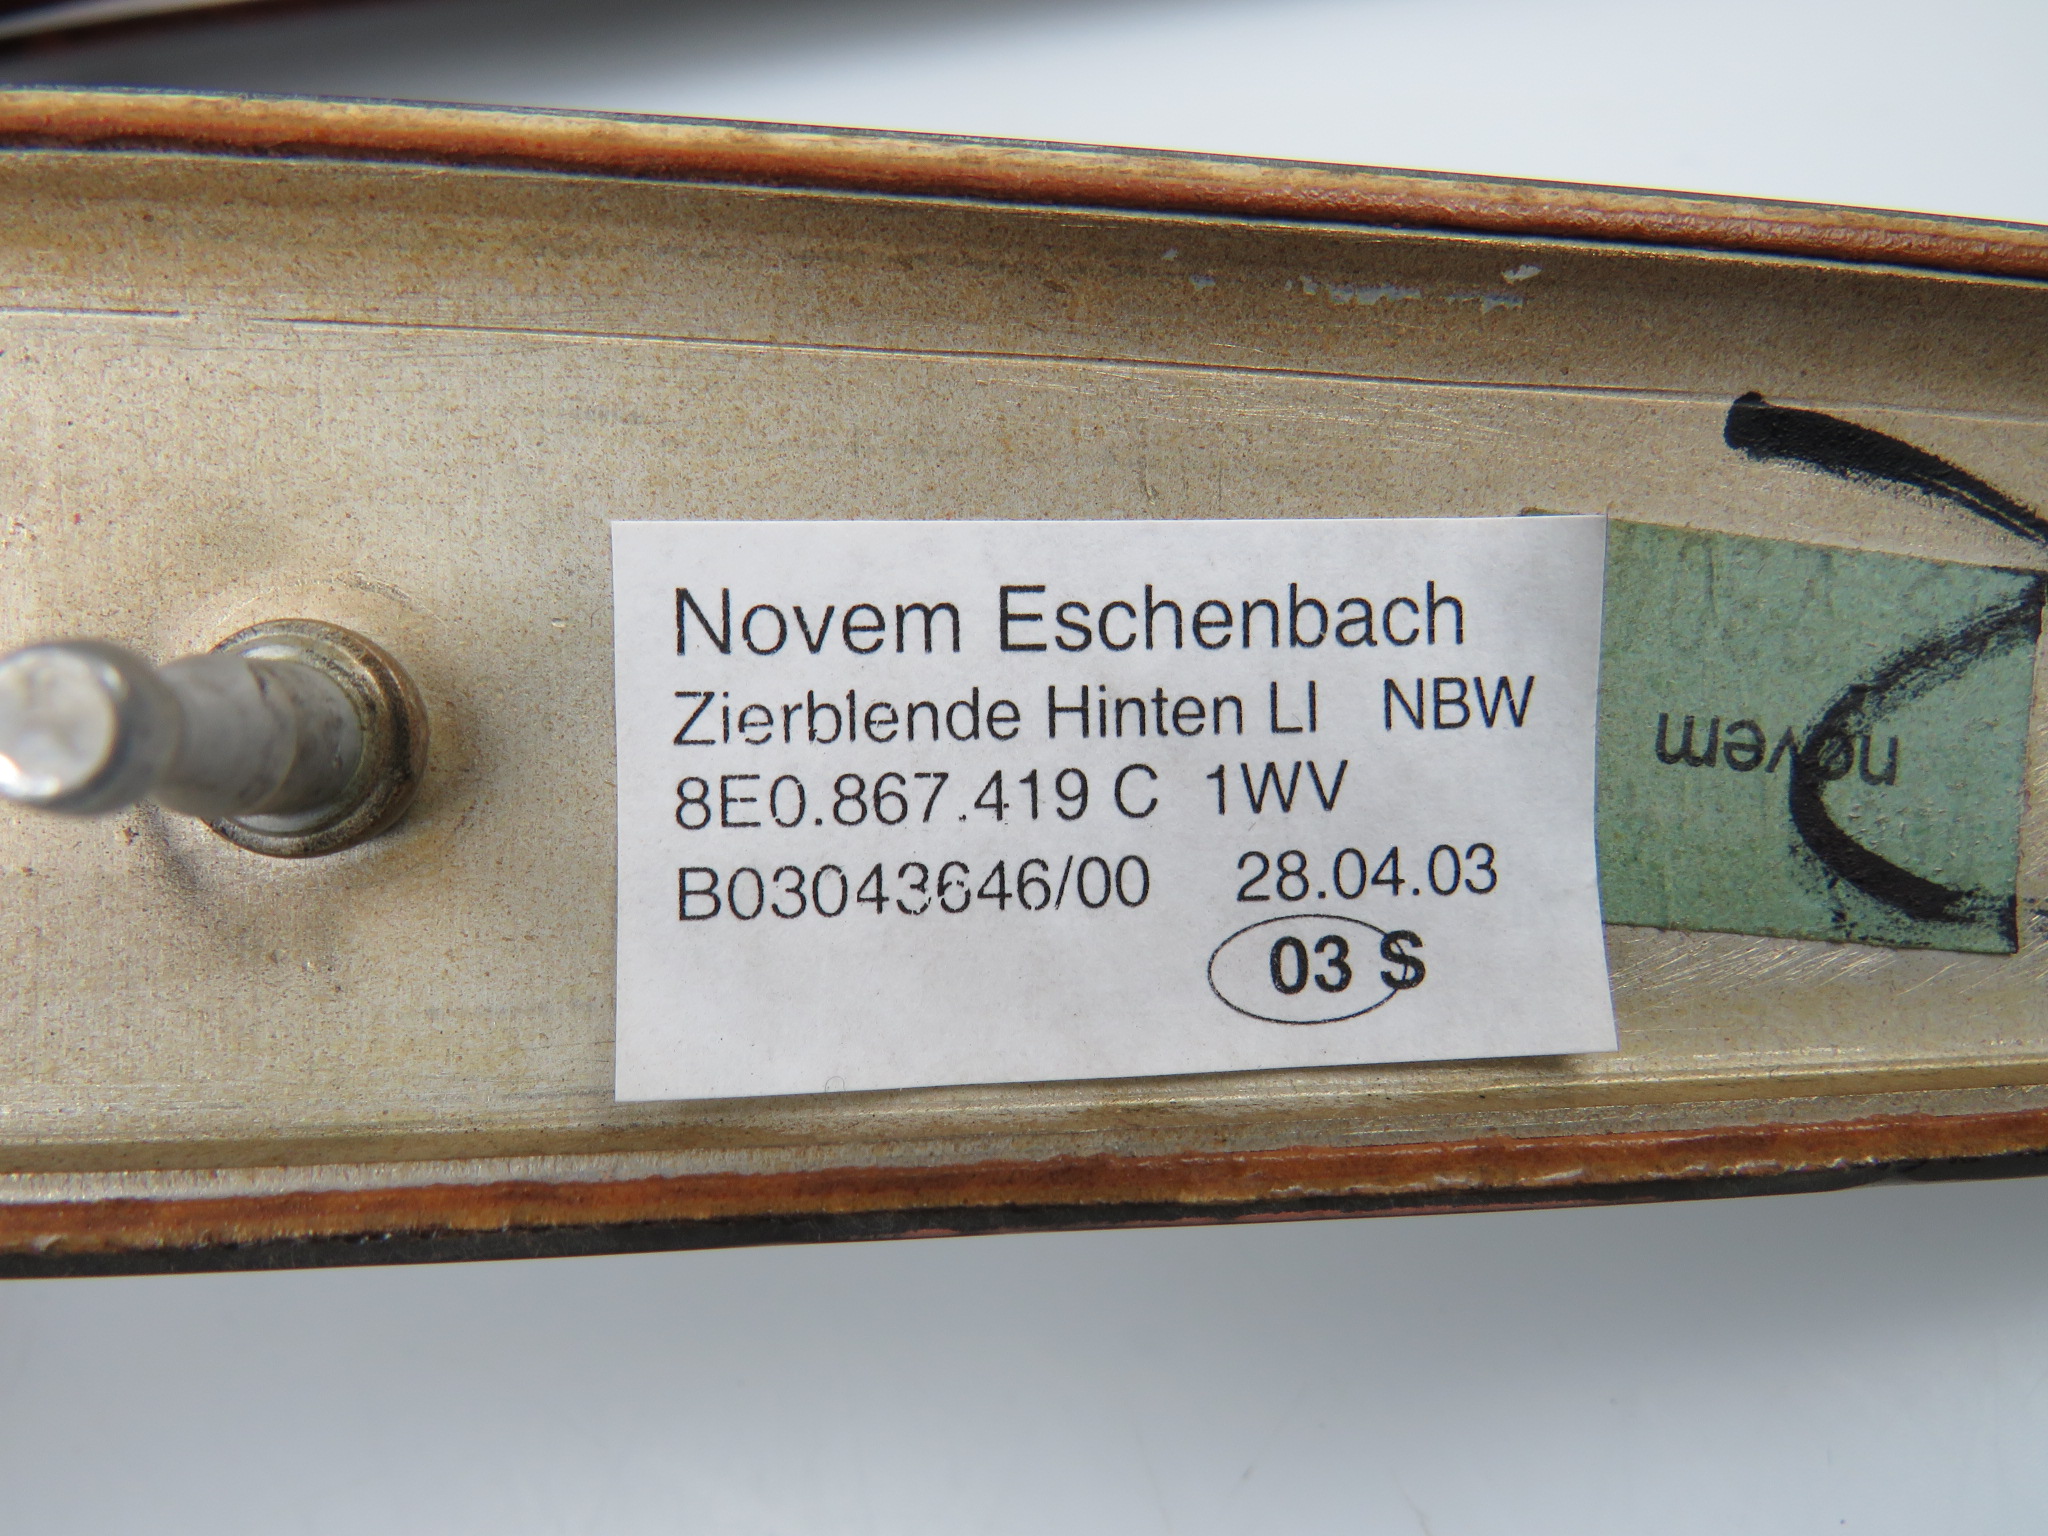 Novem Eschenbach
Zierblende Hinten LI NBW
8E0.867.419 C 1WV
B03043646/00 28.04.03
03 S
novem